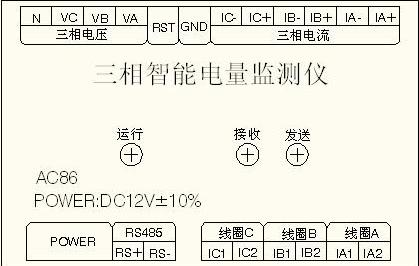 N VC VB VA RST GND IC- IC+ IB- IB+ IA- IA+
三相电压 三相电流
三相智能电量监测仪
运行 接收 发送
AC86
POWER:DC12V±10%
POWER RS485 线圈C 线圈B 线圈A
RS+ RS- IC1 IC2 IB1 IB2 IA1 IA2